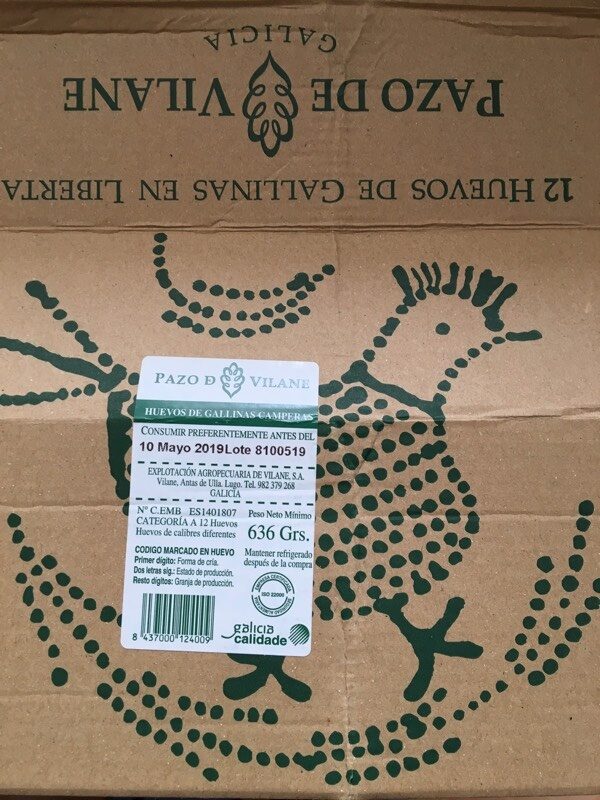 12 HUEVOS DE GALLINAS EN LIBERTA
PAZO DE VILANE
GALICIA
PAZO D VILANE
HUEVOS DE GALLINAS CAMPERAS
CONSUMIR PREFERENTEMENTE ANTES DEL
10 Mayo 2019Lote 8100519
EXPLOTACIÓN AGROPECUARIA DE VILANE, S.A.
Vilane, Antas de Ulla. Lugo. Tel. 982 379 268
GALICIA
Nº C.EMB ES1401807
CATEGORÍA A 12 Huevos
Huevos de calibres diferentes
Peso Neto Mínimo
636 Grs.
CODIGO MARCADO EN HUEVO
Primer dígito: Forma de cría.
Dos letras sig.: Estado de producción.
Resto dígitos: Granja de producción.
Mantener refrigerado
después de la compra
EMPRESA CERTIFICADA
ISO 22000
8 437000 124009
galicia
calidade